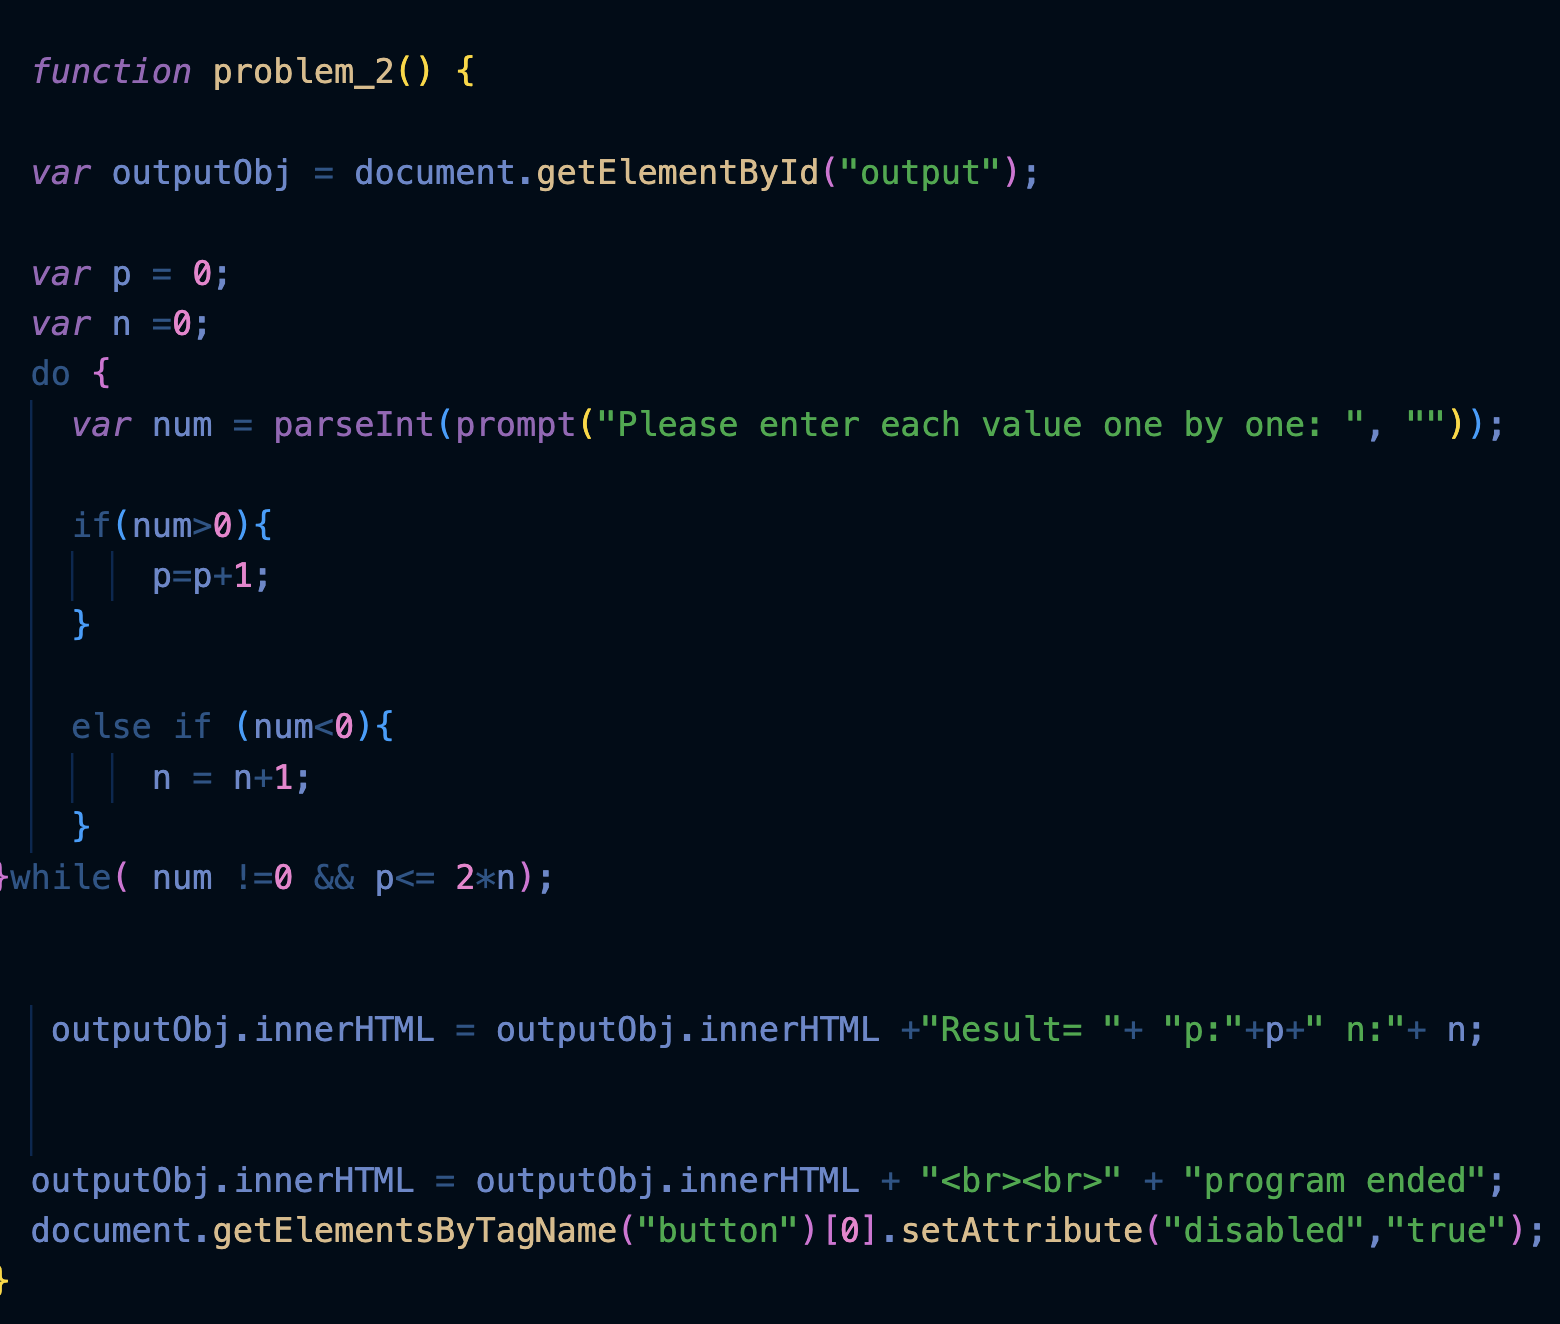 function problem_2() {
var outputObj = document.getElementById("output");
var p = 0;
var n =0;
do {
var num = parseInt(prompt("Please enter each value one by one: ", ""));
if(num>0){
p=p+1;
}
else if (num<0){
n = n+1;
}
}while( num !=0 && p<= 2*n);
outputObj.innerHTML = outputObj.innerHTML +"Result= "+ "p:"+p+" n:"+ n;
outputObj.innerHTML = outputObj.innerHTML + "<br><br>" + "program ended";
document.getElementsByTagName("button")[0].setAttribute("disabled","true");
}